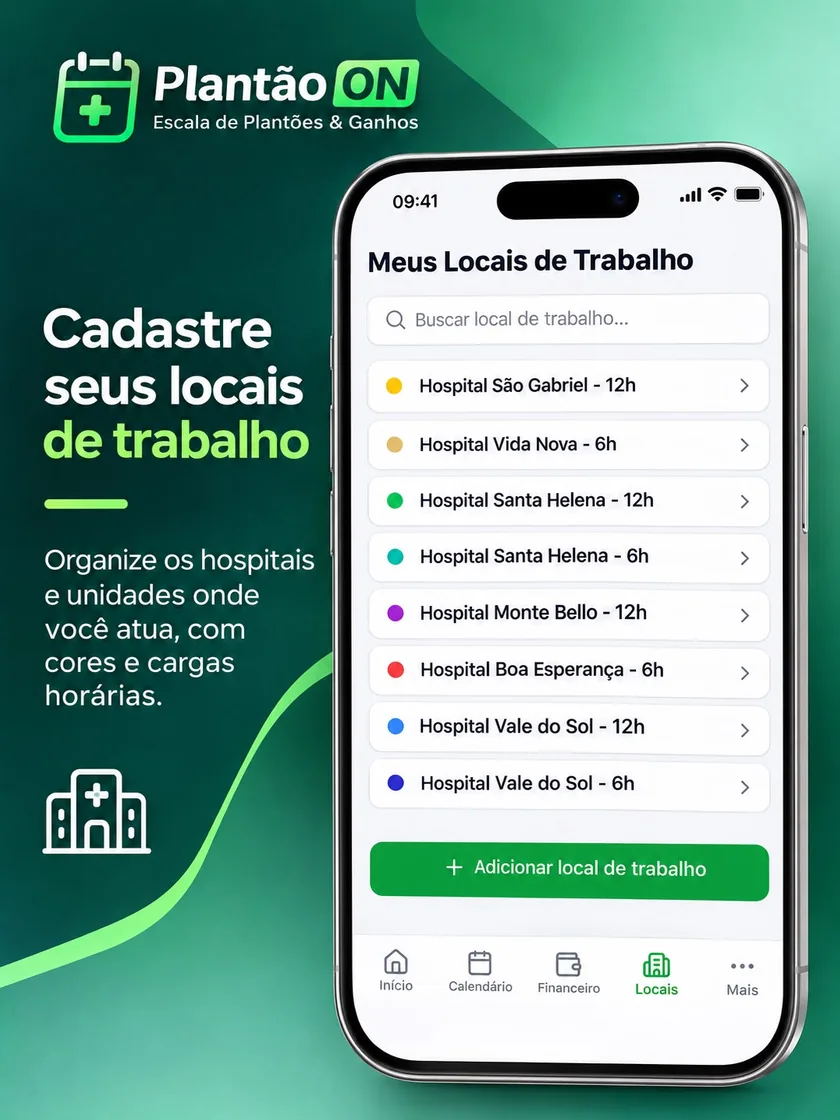 Plantão ON
Escala de Plantões & Ganhos
Cadastre
seus locais
de trabalho
Organize os hospitais
e unidades onde
você atua, com
cores e cargas
horárias.
09:41
Meus Locais de Trabalho
Buscar local de trabalho...
Hospital São Gabriel - 12h
Hospital Vida Nova - 6h
Hospital Santa Helena - 12h
Hospital Santa Helena - 6h
Hospital Monte Bello - 12h
Hospital Boa Esperança - 6h
Hospital Vale do Sol - 12h
Hospital Vale do Sol - 6h
+ Adicionar local de trabalho
Início
Calendário
Financeiro
Locais
Mais